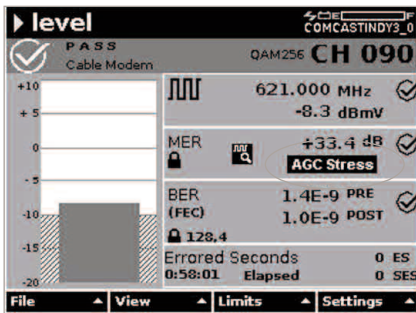 level
E F
COMCASTINDY3_0
PASS
Cable Modem
QAM256 CH 090
+10
+ 5
0
- 5
-10
-15
-20
621.000 MHz
-8.3 dBmV
MER
+33.4 dB
AGC Stress
BER
(FEC)
1.4E-9 PRE
1.0E-9 POST
128,4
Errored Seconds
0 ES
0:58:01 Elapsed
0 SES
File
View
Limits
Settings